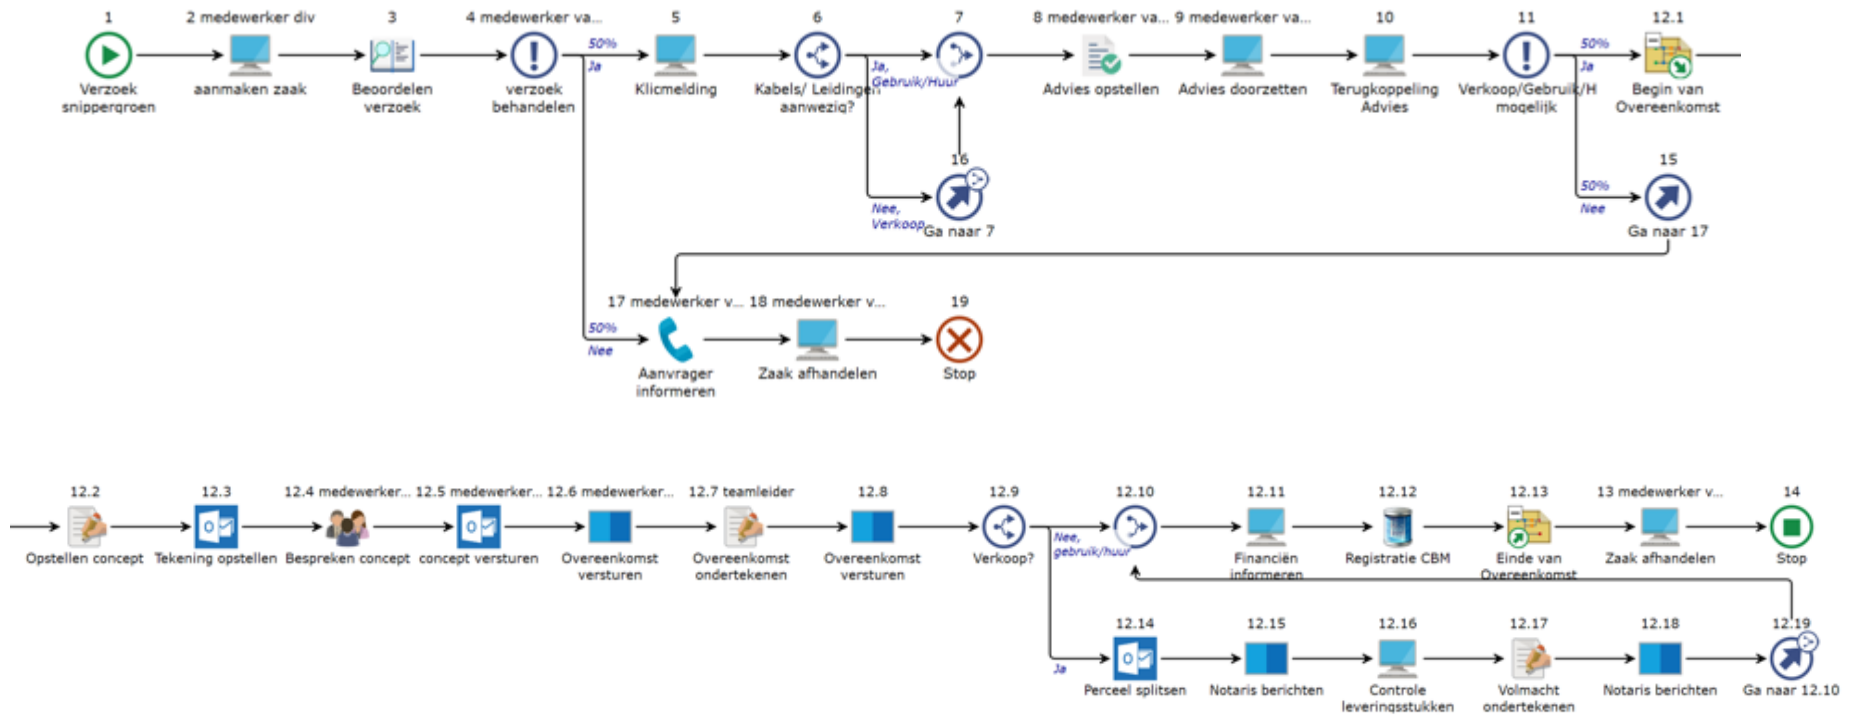 1
2 medewerker div
3
4 medewerker va...
5
6
7
8 medewerker va...
9 medewerker va...
10
11
12.1
50%
Ja
Ja,
Gebruik/Huur
50%
Ja
Verzoek
snippergroen
aanmaken zaak
Beoordelen
verzoek
verzoek
behandelen
Klicmelding
Kabels/ Leidingen
aanwezig?
Advies opstellen
Advies doorzetten
Terugkoppeling
Advies
Verkoop/Gebruik/H
mogelijk
Begin van
Overeenkomst
16
15
Nee,
Verkoop
Ga naar 7
50%
Nee
Ga naar 17
17 medewerker v...
18 medewerker v...
19
50%
Nee
Aanvrager
informeren
Zaak afhandelen
Stop
12.2
12.3
12.4 medewerker...
12.5 medewerker...
12.6 medewerker...
12.7 teamleider
12.8
12.9
12.10
12.11
12.12
12.13
13 medewerker v...
14
Nee,
gebruik/huur
Opstellen concept
Tekening opstellen
Bespreken concept
concept versturen
Overeenkomst
versturen
Overeenkomst
ondertekenen
Overeenkomst
versturen
Verkoop?
Financiën
informeren
Registratie CBM
Einde van
Overeenkomst
Zaak afhandelen
Stop
12.14
12.15
12.16
12.17
12.18
12.19
Ja
Perceel splitsen
Notaris berichten
Controle
leveringsstukken
Volmacht
ondertekenen
Notaris berichten
Ga naar 12.10